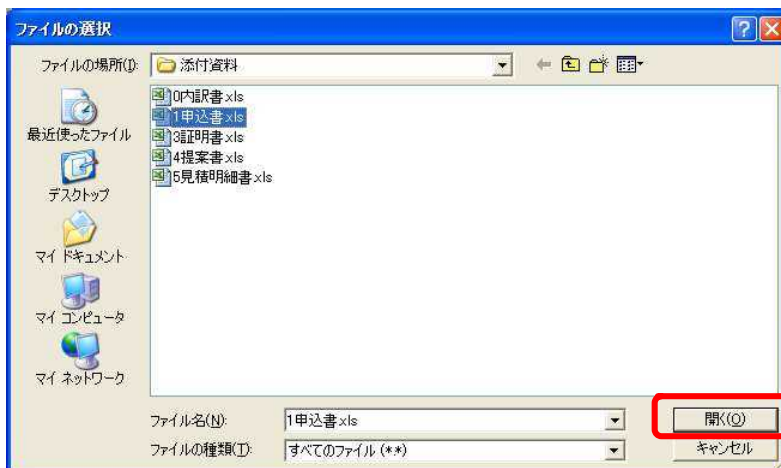 ファイルの選択
ファイルの場所(I):
添付資料
0内訳書.xls
1申込書.xls
3証明書.xls
4提案書.xls
5見積明細書.xls
最近使ったファイル
デスクトップ
マイ ドキュメント
マイ コンピュータ
マイ ネットワーク
ファイル名(N):
1申込書.xls
開く(O)
ファイルの種類(T):
すべてのファイル (*.*)
キャンセル